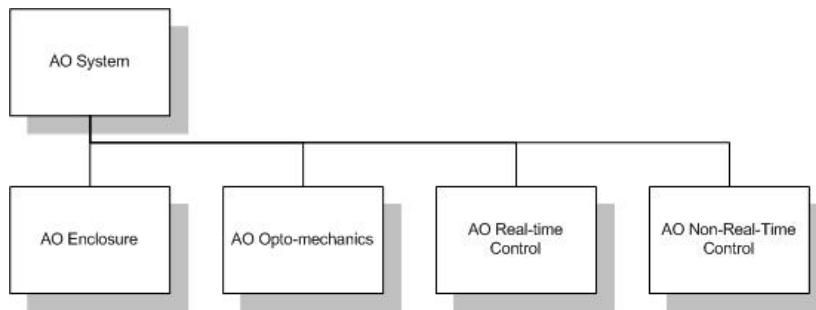 AO System
AO Enclosure
AO Opto-mechanics
AO Real-time
Control
AO Non-Real-Time
Control